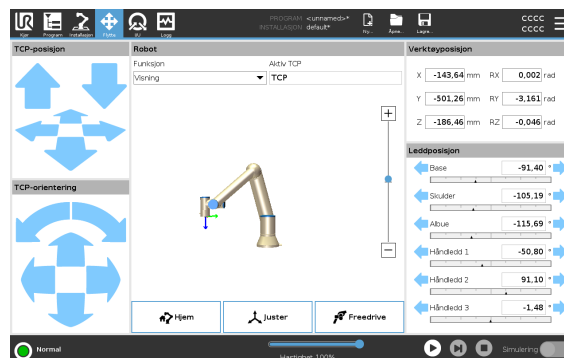 UR
PROGRAM <unnamed>*
INSTALLASJON default*
CCCC
CCCC
Kjør Program Installasjon Flytte I/U Logg Ny... Åpne... Lagre...
TCP-posisjon
Robot
Verktøyposisjon
Funksjon
Aktiv TCP
Visning
TCP
X -143,64 mm RX 0,002 rad
Y -501,26 mm RY -3,161 rad
Z -186,46 mm RZ -0,046 rad
Leddposisjon
Base -91,40 °
Skulder -105,19 °
Albue -115,69 °
Håndledd 1 -50,80 °
Håndledd 2 91,10 °
Håndledd 3 -1,48 °
TCP-orientering
Hjem
Juster
Freedrive
Normal
Hastighet 100%
Simulering